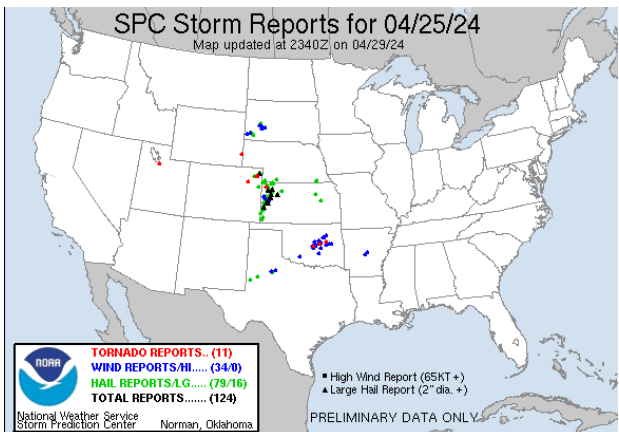 SPC Storm Reports for 04/25/24
Map updated at 2340Z on 04/29/24
NOAA
TORNADO REPORTS.. (11)
WIND REPORTS/HI..... (34/0)
HAIL REPORTS/LG..... (79/16)
TOTAL REPORTS....... (124)
National Weather Service
Storm Prediction Center Norman, Oklahoma
High Wind Report (65KT +)
Large Hail Report (2" dia. +)
PRELIMINARY DATA ONLY